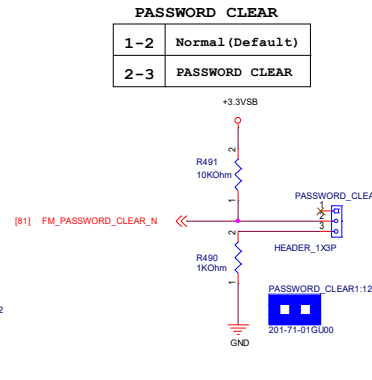 PASSWORD CLEAR
1-2 Normal(Default)
2-3 PASSWORD CLEAR
+3.3VSB
2
R491
10KOhm
1
PASSWORD_CLEA
1
[81] FM_PASSWORD_CLEAR_N
2
3
2
HEADER_1X3P
R490
1KOhm
1
PASSWORD_CLEAR1:12
2
201-71-01GU00
GND